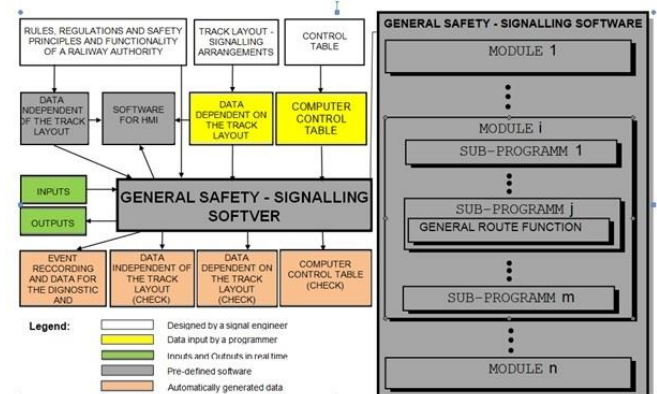 RULES, REGULATIONS AND SAFETY
PRINCIPLES AND FUNCTIONALITY
OF A RALIWAY AUTHORITY
TRACK LAYOUT -
SIGNALLING
ARRANGEMENTS
CONTROL
TABLE
DATA
INDEPENDENT
OF THE TRACK
LAYOUT
SOFTWARE
FOR HMI
DATA
DEPENDENT ON
THE TRACK
LAYOUT
COMPUTER
CONTROL
TABLE
INPUTS
OUTPUTS
GENERAL SAFETY - SIGNALLING
SOFTVER
EVENT
RECCORDING
AND DATA FOR
THE DIGNOSTIC
AND
DATA
INDEPENDENT OF
THE TRACK
LAYOUT
(CHECK)
DATA
DEPENDENT ON
THE TRACK
LAYOUT (CHECK)
COMPUTER
CONTROL TABLE
(CHECK)
Legend:
Designed by a signal engineer
Data input by a programmer
Inputs and Outputs in real time
Pre-defined software
Automatically generated data
GENERAL SAFETY - SIGNALLING SOFTWARE
MODULE 1
MODULE i
SUB-PROGRAMM 1
SUB-PROGRAMM j
GENERAL ROUTE FUNCTION
SUB-PROGRAMM m
MODULE n